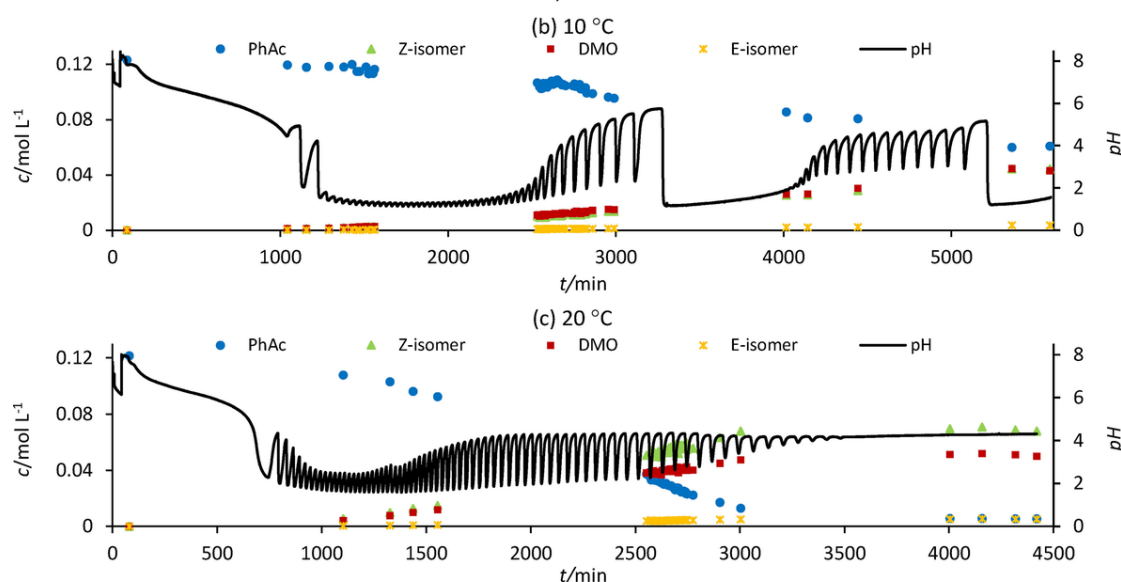 (b) 10 °C
PhAc Z-isomer DMO E-isomer pH
0.12
0.08
0.04
0
8
6
4
2
0
c/mol L-1
pH
0 1000 2000 3000 4000 5000
t/min
(c) 20 °C
PhAc Z-isomer DMO E-isomer pH
0.12
0.08
0.04
0
8
6
4
2
0
c/mol L-1
pH
0 500 1000 1500 2000 2500 3000 3500 4000 4500
t/min